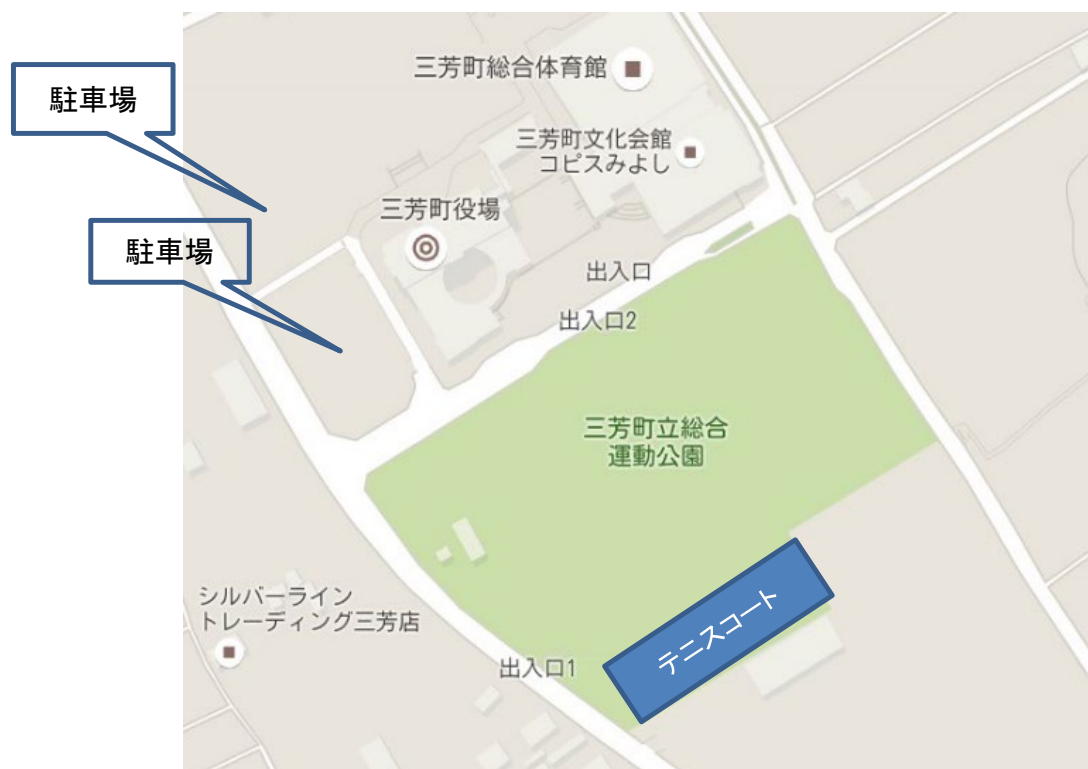 三芳町総合体育館
駐車場
三芳町文化会館
コピスみよし
三芳町役場
駐車場
出入口
出入口2
三芳町立総合
運動公園
シルバーライン
トレーディング三芳店
テニスコート
出入口1